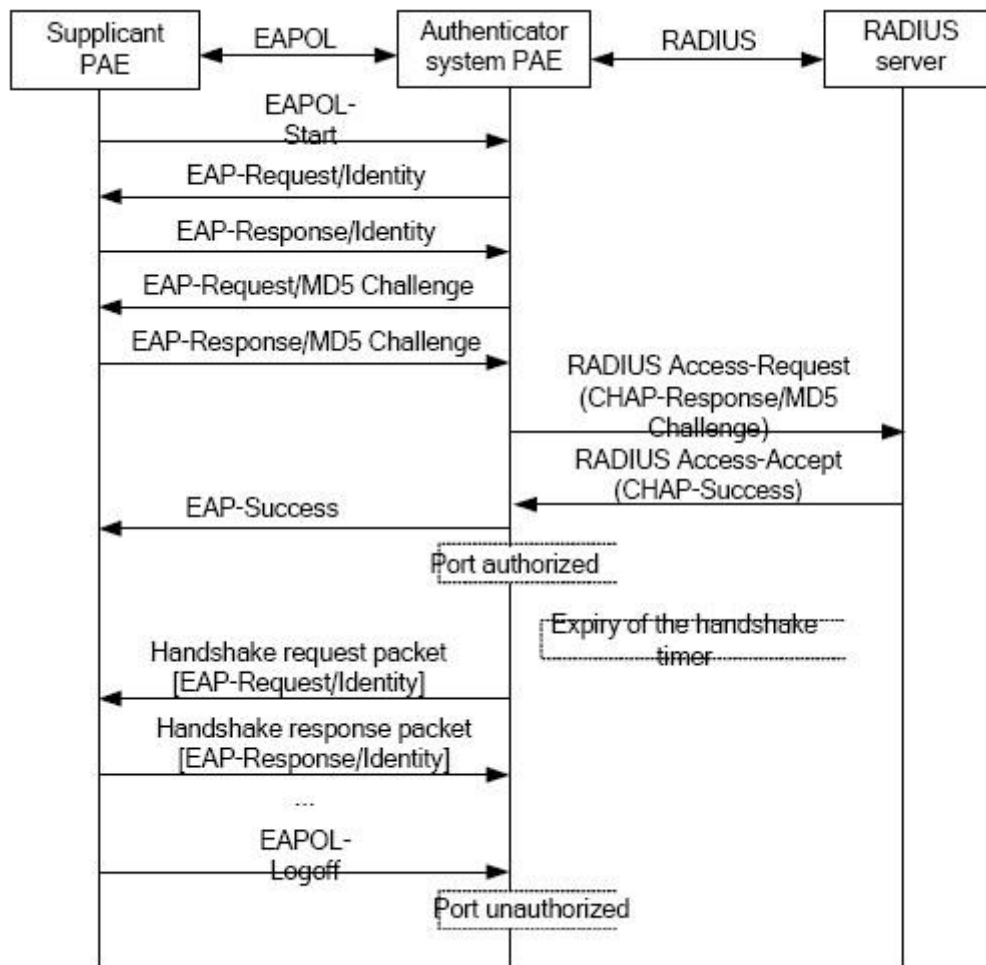 Supplicant
PAE
EAPOL
Authenticator
system PAE
RADIUS
RADIUS
server
EAPOL-
Start
EAP-Request/Identity
EAP-Response/Identity
EAP-Request/MD5 Challenge
EAP-Response/MD5 Challenge
RADIUS Access-Request
(CHAP-Response/MD5
Challenge)
RADIUS Access-Accept
(CHAP-Success)
EAP-Success
Port authorized
Expiry of the handshake
timer
Handshake request packet
[EAP-Request/Identity]
Handshake response packet
[EAP-Response/Identity]
...
EAPOL-
Logoff
Port unauthorized